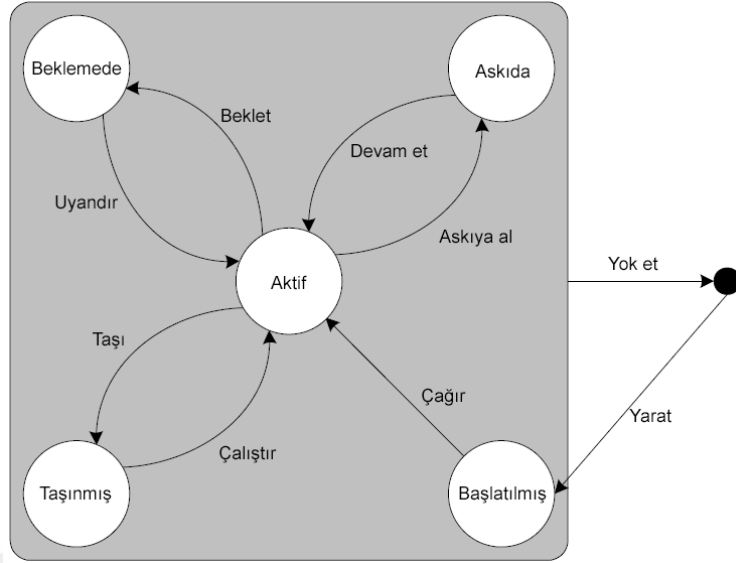 Beklemede
Askıda
Beklet
Devam et
Uyandır
Askıya al
Yok et
Aktif
Taşı
Çağır
Yarat
Çalıştır
Taşınmış
Başlatılmış